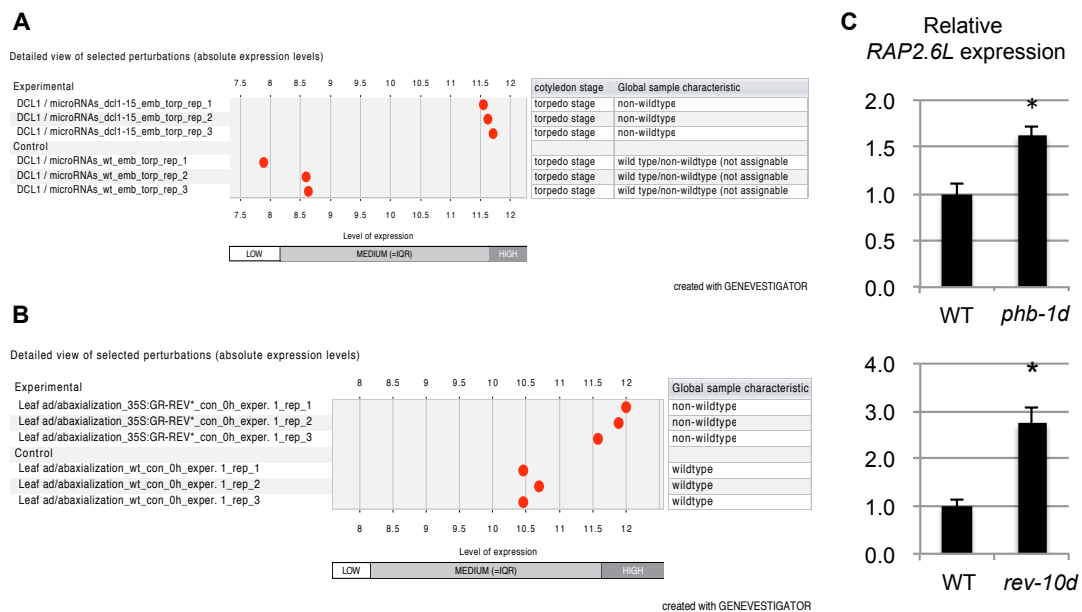 A
Detailed view of selected perturbations (absolute expression levels)
Experimental
7.5 8 8.5 9 9.5 10 10.5 11 11.5 12
cotyledon stage Global sample characteristic
DCL1 / microRNAs_dcl1-15_emb_torp_rep_1 torpedo stage non-wildtype
DCL1 / microRNAs_dcl1-15_emb_torp_rep_2 torpedo stage non-wildtype
DCL1 / microRNAs_dcl1-15_emb_torp_rep_3 torpedo stage non-wildtype
Control
DCL1 / microRNAs_wt_emb_torp_rep_1 torpedo stage wild type/non-wildtype (not assignable
DCL1 / microRNAs_wt_emb_torp_rep_2 torpedo stage wild type/non-wildtype (not assignable
DCL1 / microRNAs_wt_emb_torp_rep_3 torpedo stage wild type/non-wildtype (not assignable
7.5 8 8.5 9 9.5 10 10.5 11 11.5 12
Level of expression
LOW MEDIUM (=IQR) HIGH
created with GENEVESTIGATOR
B
Detailed view of selected perturbations (absolute expression levels)
Experimental
8 8.5 9 9.5 10 10.5 11 11.5 12
Global sample characteristic
Leaf ad/abaxialization_35S:GR-REV*_con_0h_exper. 1_rep_1 non-wildtype
Leaf ad/abaxialization_35S:GR-REV*_con_0h_exper. 1_rep_2 non-wildtype
Leaf ad/abaxialization_35S:GR-REV*_con_0h_exper. 1_rep_3 non-wildtype
Control
Leaf ad/abaxialization_wt_con_0h_exper. 1_rep_1 wildtype
Leaf ad/abaxialization_wt_con_0h_exper. 1_rep_2 wildtype
Leaf ad/abaxialization_wt_con_0h_exper. 1_rep_3 wildtype
8 8.5 9 9.5 10 10.5 11 11.5 12
Level of expression
LOW MEDIUM (=IQR) HIGH
created with GENEVESTIGATOR
C
Relative
RAP2.6L expression
2.0
*
1.5
1.0
0.5
0.0
WT phb-1d
4.0
*
3.0
2.0
1.0
0.0
WT rev-10d